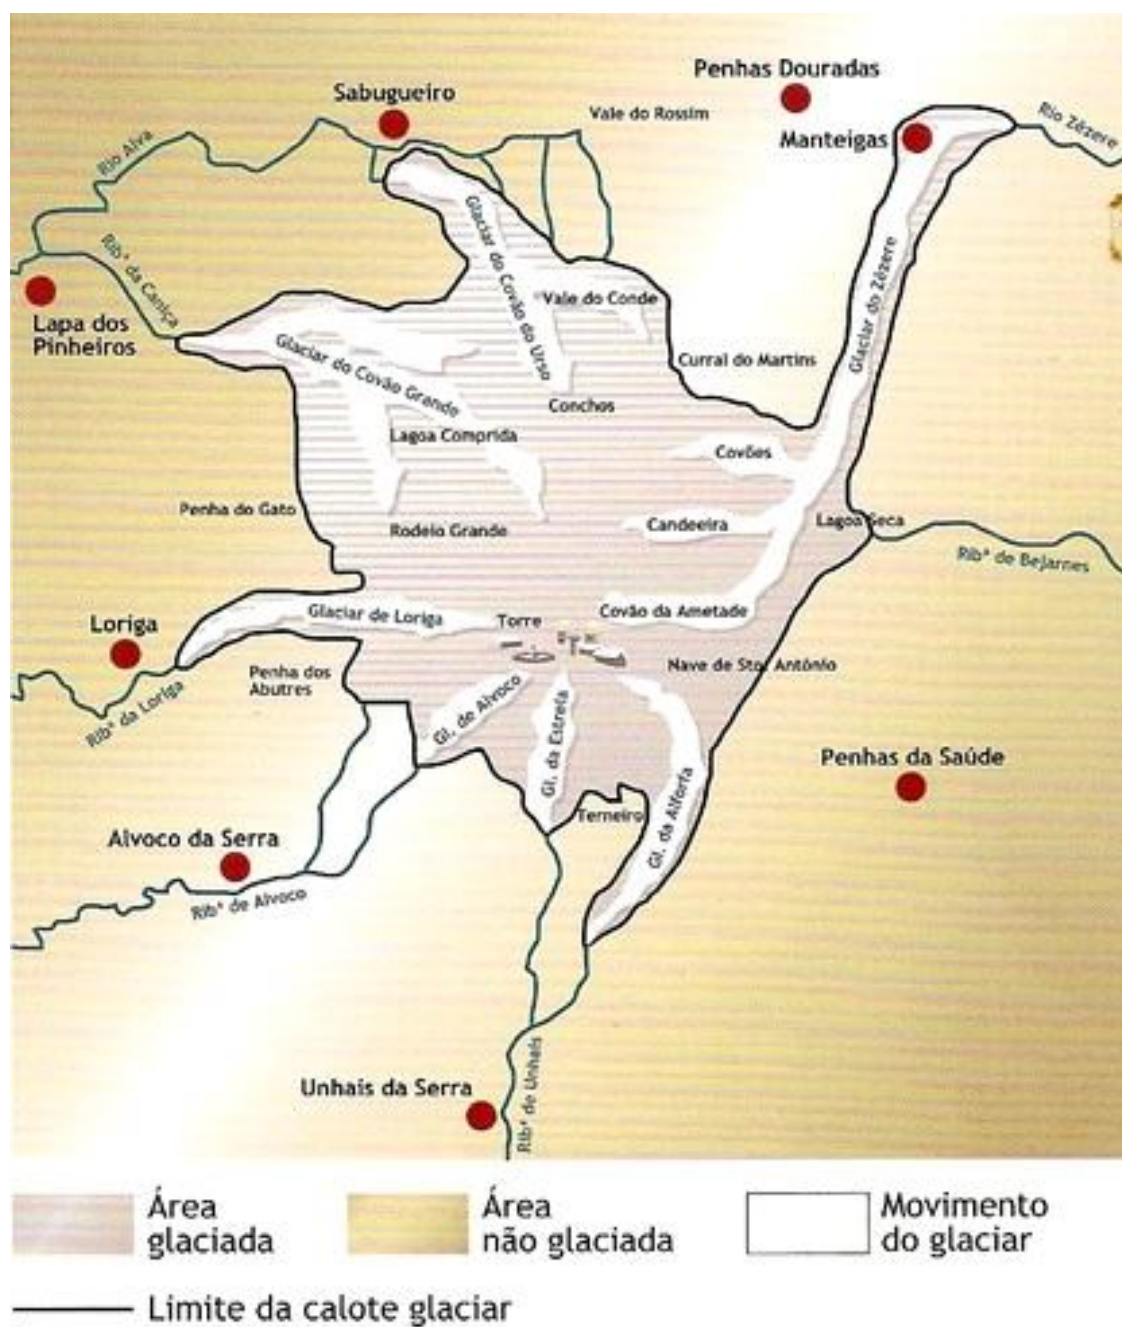 Penhas Douradas
Sabugueiro
Vale do Rossim
Manteigas
Rio Zêzere
Rio Alva
Ribª da Caniça
Lapa dos
Pinheiros
Glaciar do Covão do Urso
Vale do Conde
Glaciar do Zêzere
Glaciar do Covão Grande
Curral do Martins
Conchos
Lagoa Comprida
Covões
Penha do Gato
Rodeio Grande
Candeeira
Lagoa Seca
Ribª de Bejarnes
Loriga
Glaciar de Loriga
Torre
Covão da Ametade
Penha dos
Abutres
Nave de Stoº António
Ribª da Loriga
Gl. de Alvoco
Gl. da Estrela
Penhas da Saúde
Terneiro
Gl. da Alforfa
Alvoco da Serra
Ribª de Alvoco
Unhais da Serra
Ribª de Unhais
Área
glaciada
Área
não glaciada
Movimento
do glaciar
Limite da calote glaciar